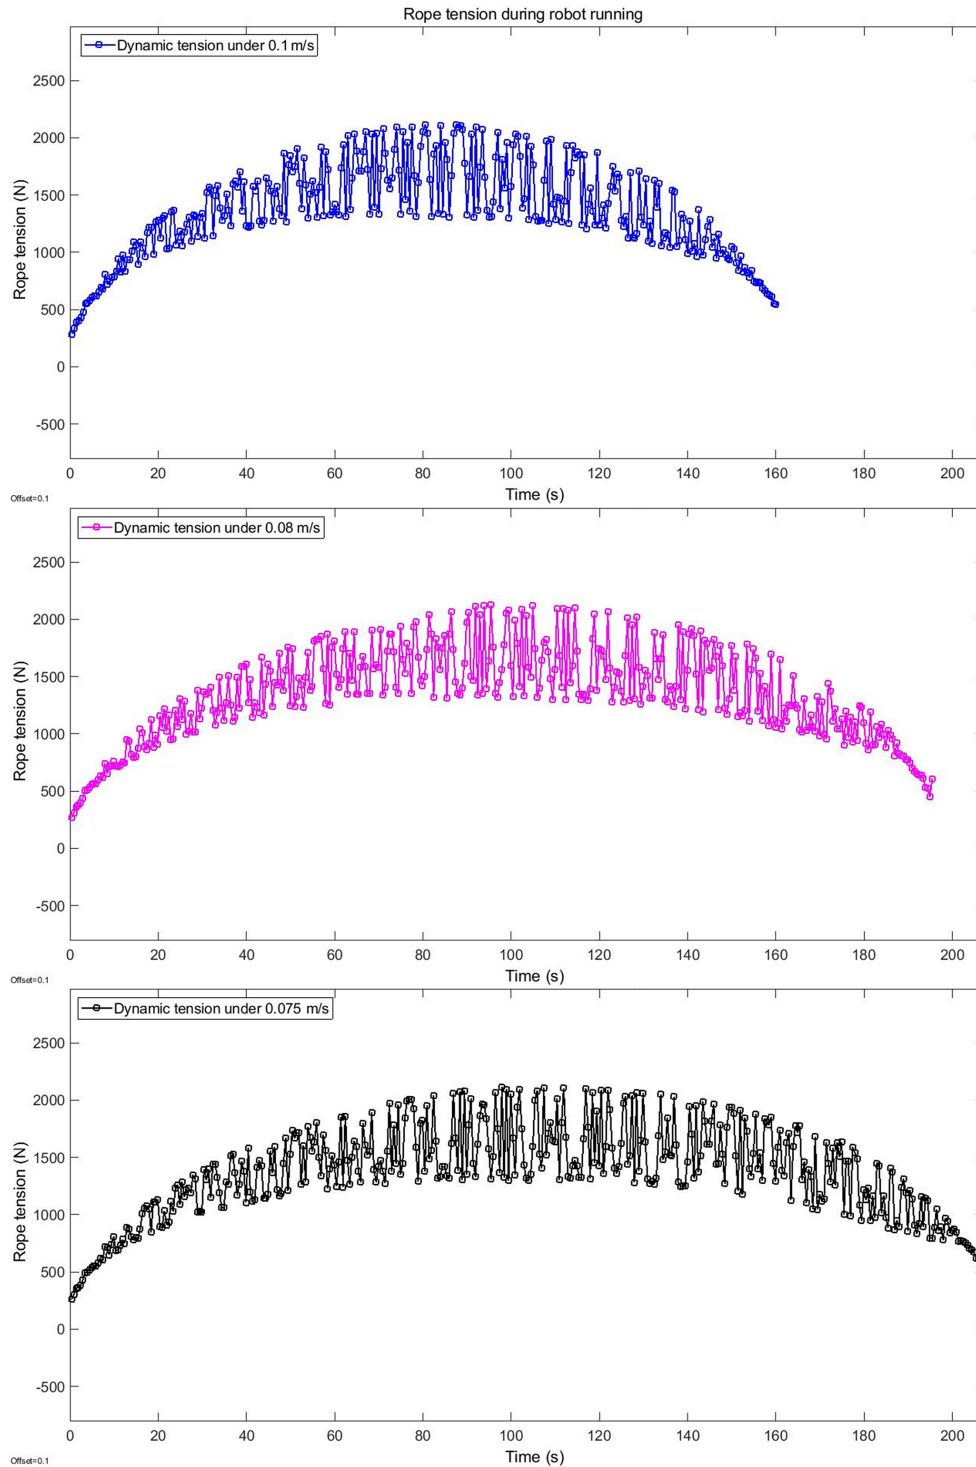 Rope tension during robot running
Dynamic tension under 0.1 m/s
2500
2000
1500
1000
500
0
-500
Rope tension (N)
0 20 40 60 80 100 120 140 160 180 200
Time (s)
Offset=0.1
Dynamic tension under 0.08 m/s
2500
2000
1500
1000
500
0
-500
Rope tension (N)
0 20 40 60 80 100 120 140 160 180 200
Time (s)
Offset=0.1
Dynamic tension under 0.075 m/s
2500
2000
1500
1000
500
0
-500
Rope tension (N)
0 20 40 60 80 100 120 140 160 180 200
Time (s)
Offset=0.1